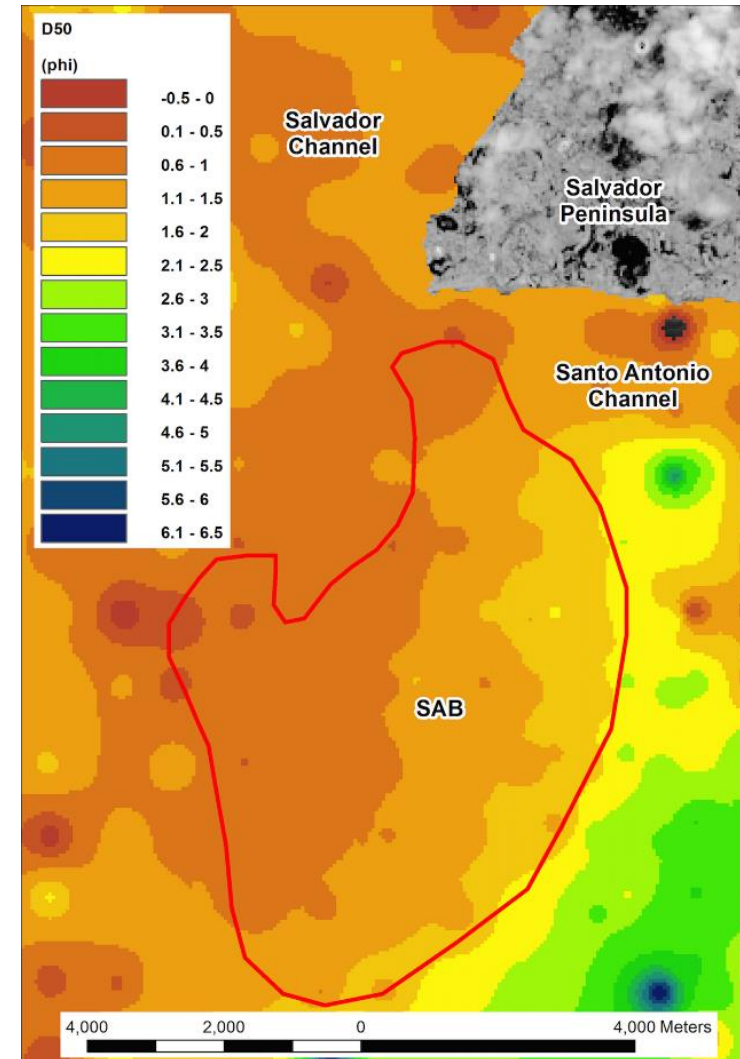 D50
(phi)
-0.5 - 0
0.1 - 0.5
0.6 - 1
1.1 - 1.5
1.6 - 2
2.1 - 2.5
2.6 - 3
3.1 - 3.5
3.6 - 4
4.1 - 4.5
4.6 - 5
5.1 - 5.5
5.6 - 6
6.1 - 6.5
Salvador
Channel
Salvador
Peninsula
Santo Antonio
Channel
SAB
4,000 2,000 0 4,000 Meters